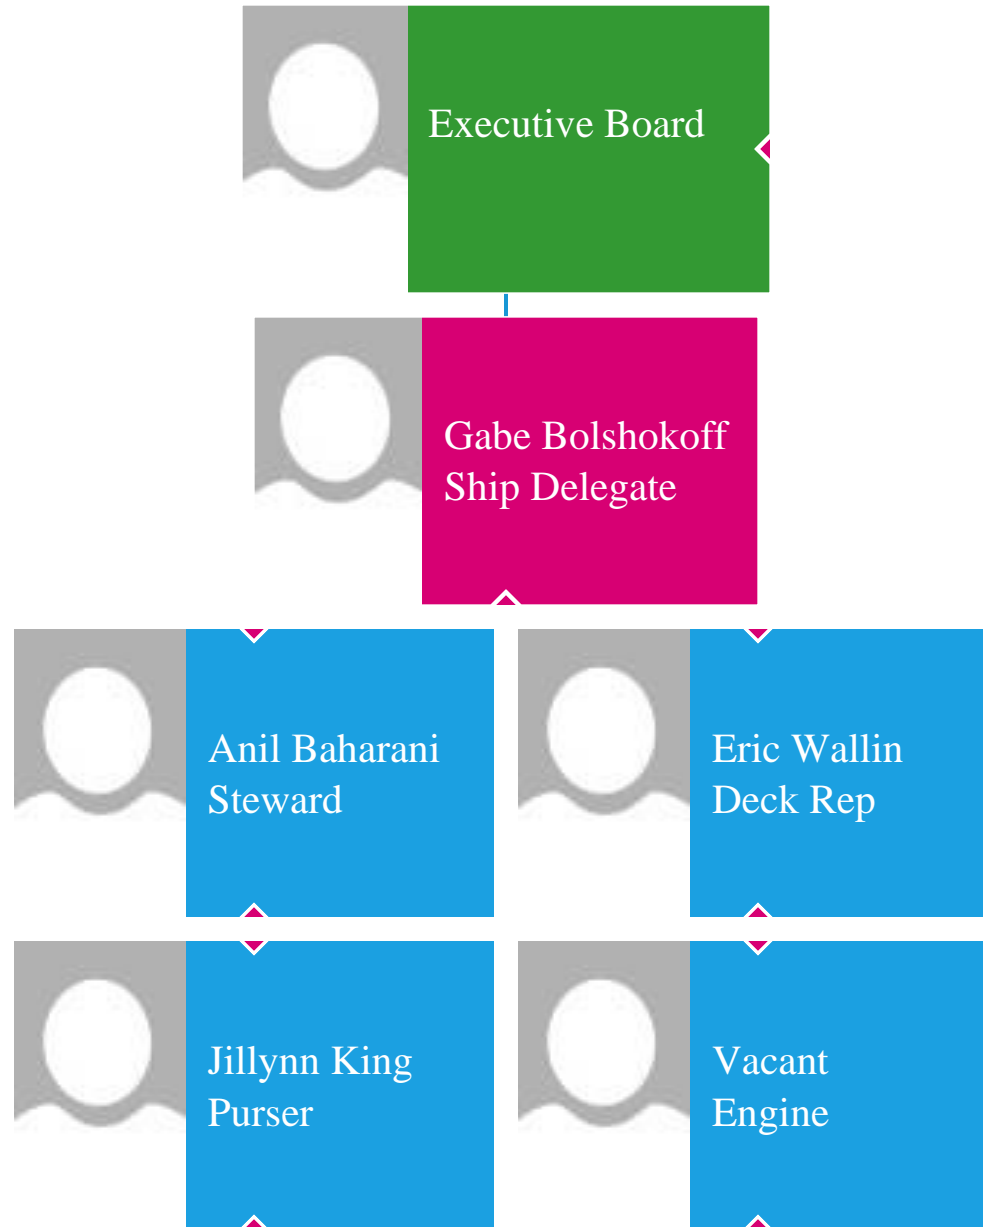 Executive Board
Gabe Bolshokoff
Ship Delegate
Anil Baharani
Steward
Eric Wallin
Deck Rep
Jillynn King
Purser
Vacant
Engine